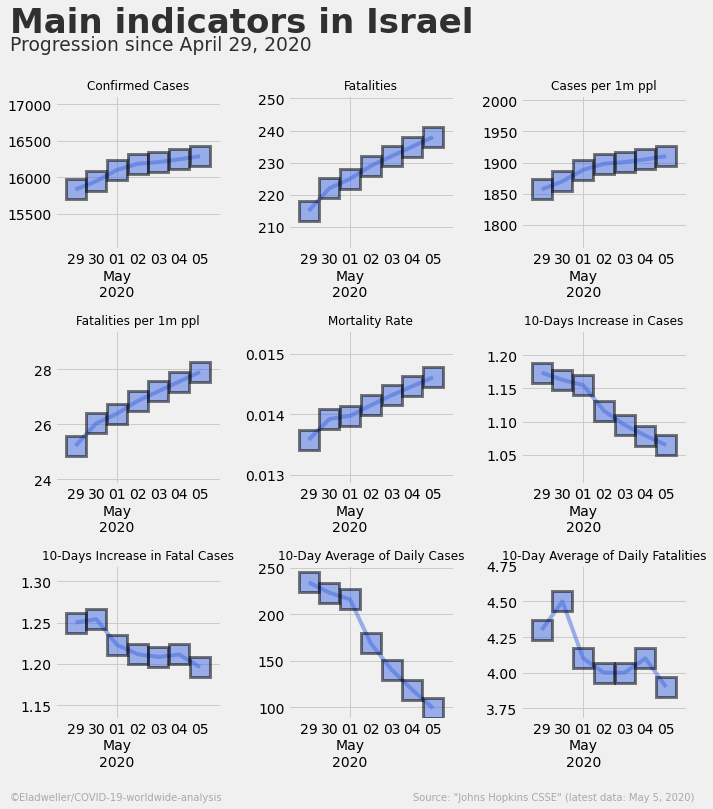 Main indicators in Israel
Progression since April 29, 2020
Confirmed Cases
17000
16500
16000
15500
29 30 01 02 03 04 05
May
2020
Fatalities
250
240
230
220
210
29 30 01 02 03 04 05
May
2020
Cases per 1m ppl
2000
1950
1900
1850
1800
29 30 01 02 03 04 05
May
2020
Fatalities per 1m ppl
28
26
24
29 30 01 02 03 04 05
May
2020
Mortality Rate
0.015
0.014
0.013
29 30 01 02 03 04 05
May
2020
10-Days Increase in Cases
1.20
1.15
1.10
1.05
29 30 01 02 03 04 05
May
2020
10-Days Increase in Fatal Cases
1.30
1.25
1.20
1.15
29 30 01 02 03 04 05
May
2020
10-Day Average of Daily Cases
250
200
150
100
29 30 01 02 03 04 05
May
2020
10-Day Average of Daily Fatalities
4.75
4.50
4.25
4.00
3.75
29 30 01 02 03 04 05
May
2020
©Eladweller/COVID-19-worldwide-analysis
Source: "Johns Hopkins CSSE" (latest data: May 5, 2020)